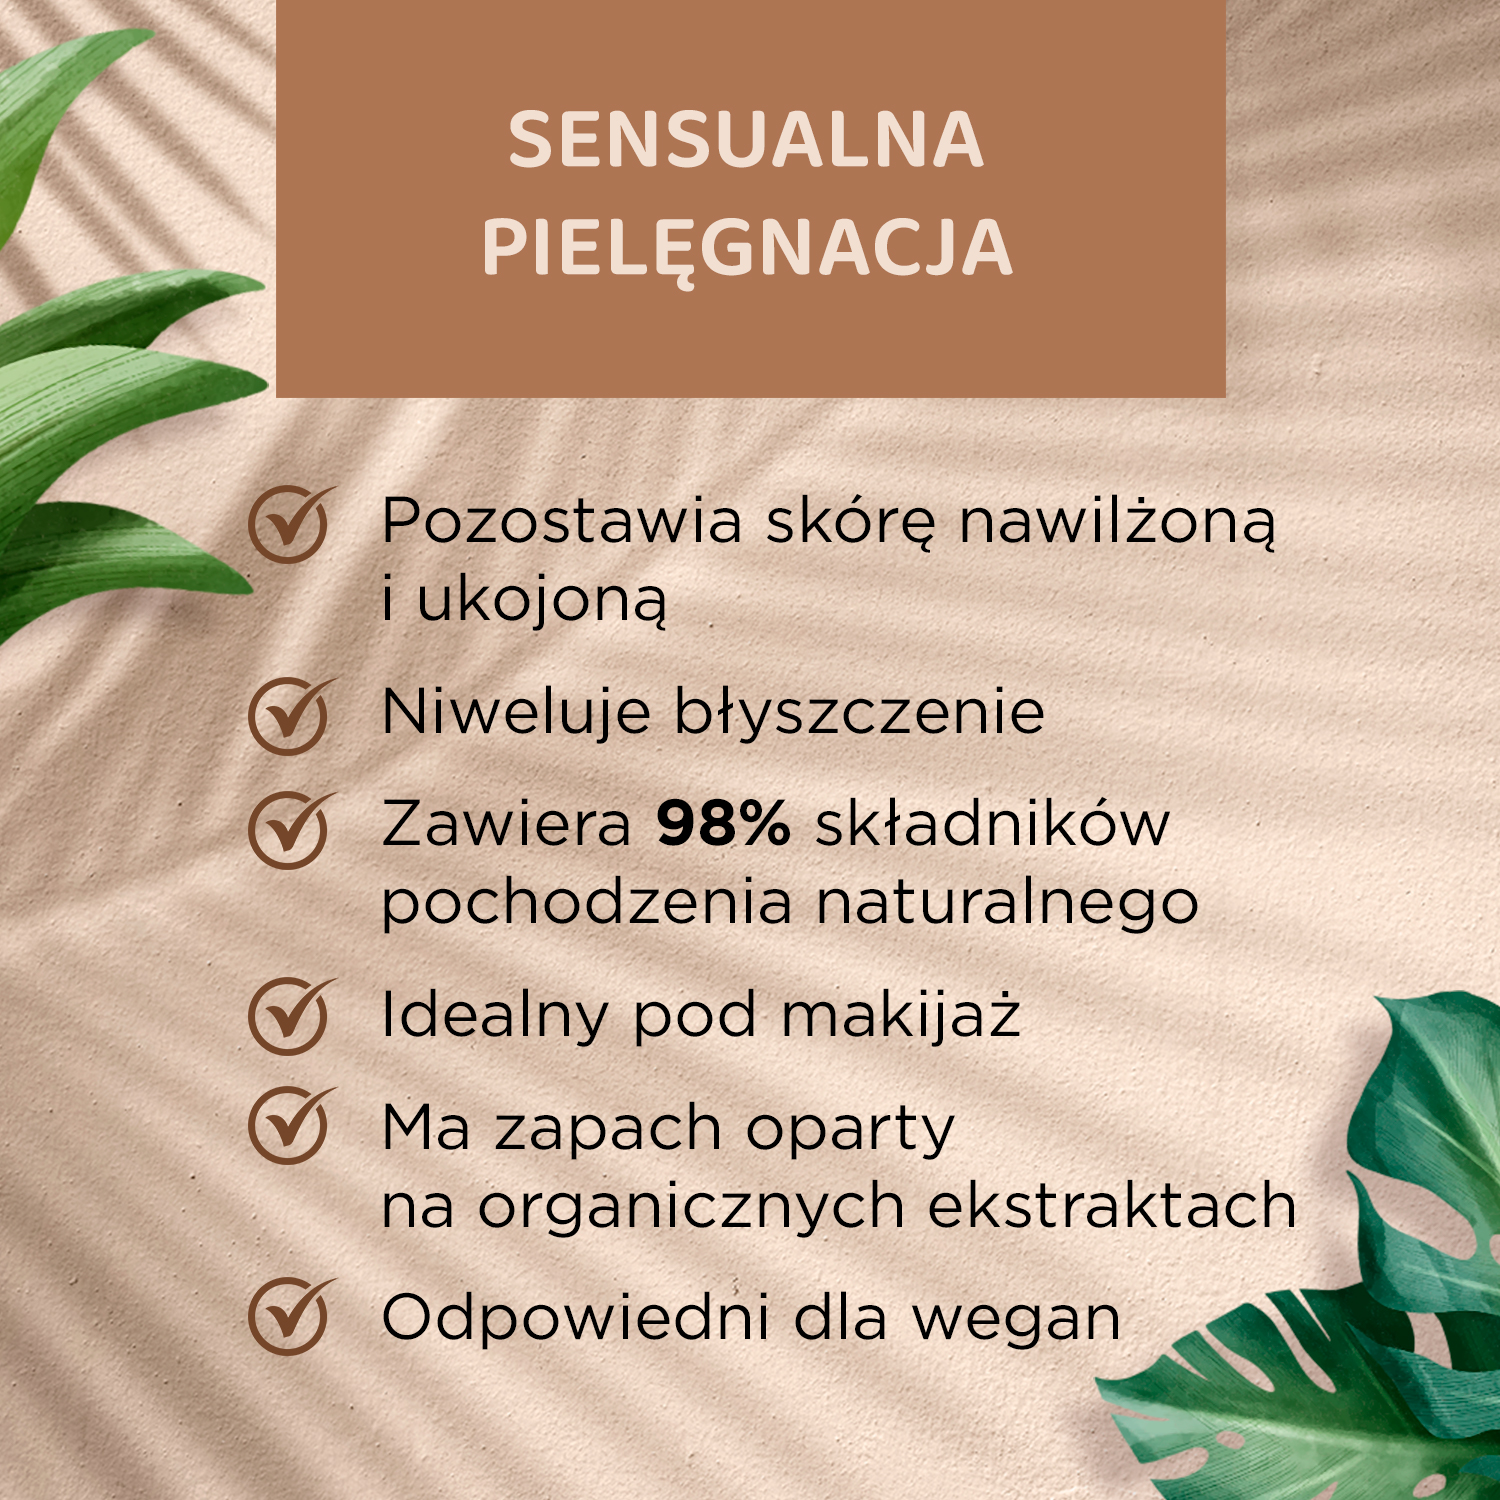 SENSUALNA
PIELĘGNACJA
Pozostawia skórę nawilżoną
i ukojoną
Niweluje błyszczenie
Zawiera 98% składników
pochodzenia naturalnego
Idealny pod makijaż
Ma zapach oparty
na organicznych ekstraktach
Odpowiedni dla wegan